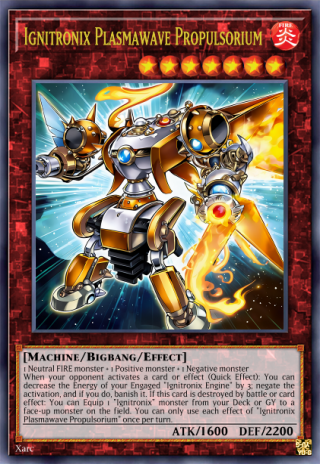 Ignitronix Plasmawave Propulsorium
FIRE
炎
[Machine/Bigbang/Effect]
1 Neutral FIRE monster + 1 Positive monster + 1 Negative monster
When your opponent activates a card or effect (Quick Effect): You can
decrease the Energy of your Engaged "Ignitronix Engine" by 3; negate
the activation, and if you do, banish it. If this card is destroyed by battle or card
effect: You can Equip 1 "Ignitronix" monster from your Deck or GY to a
face-up monster on the field. You can only use each effect of "Ignitronix
Plasmawave Propulsorium" once per turn.
ATK/1600 DEF/2200
Xarc